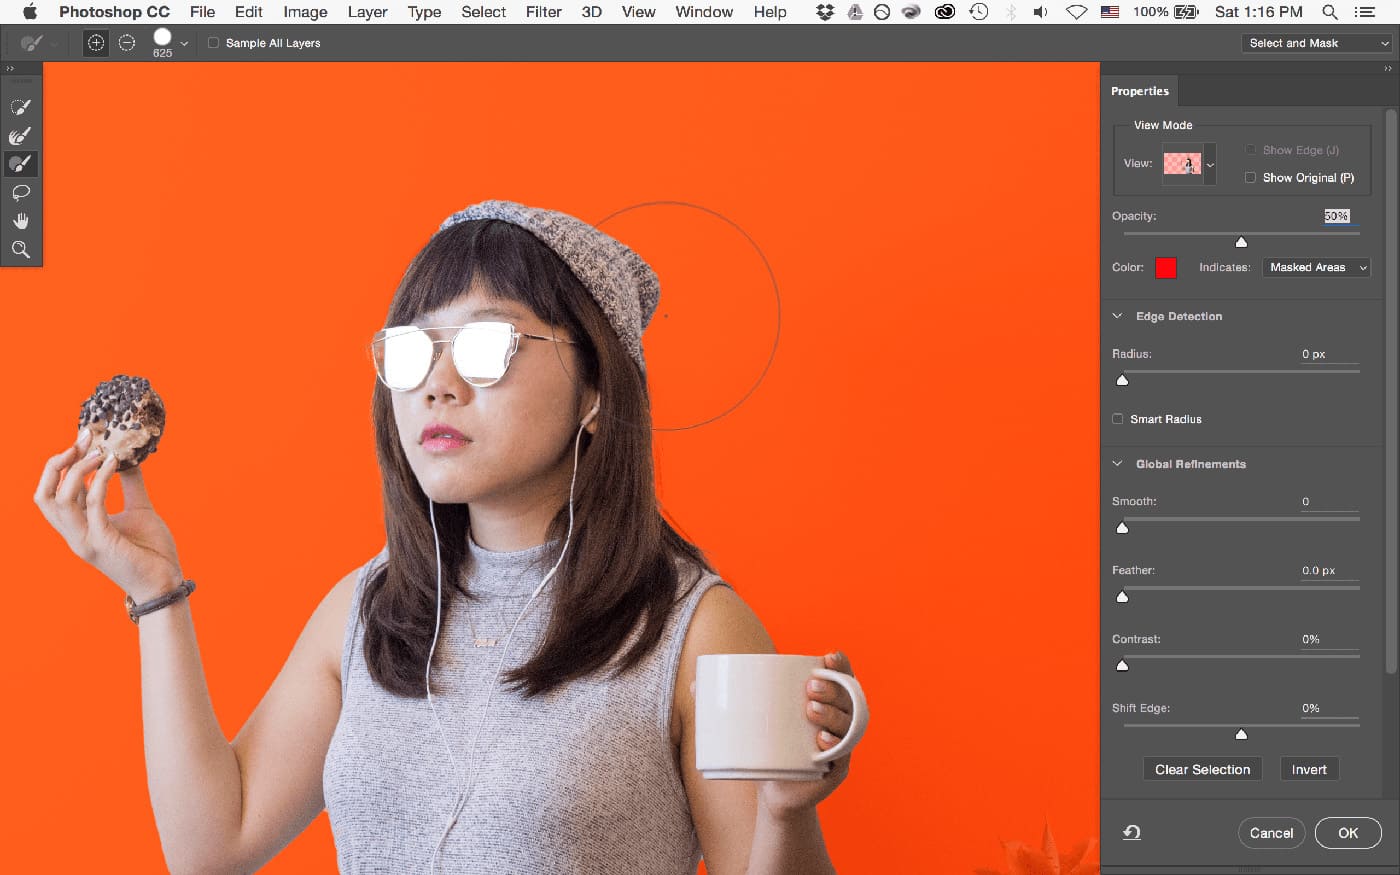 Photoshop CC File Edit Image Layer Type Select Filter 3D View Window Help 100% Sat 1:16 PM
625 Sample All Layers Select and Mask
Properties
View Mode
View: Show Edge (J)
Show Original (P)
Opacity: 50%
Color: Indicates: Masked Areas
Edge Detection
Radius: 0 px
Smart Radius
Global Refinements
Smooth: 0
Feather: 0.0 px
Contrast: 0%
Shift Edge: 0%
Clear Selection Invert
Cancel OK